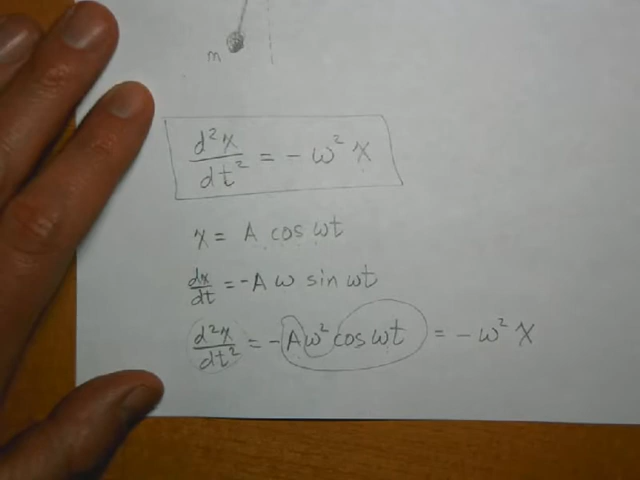 m
d²x/dt² = - ω² x
x = A cos ωt
dx/dt = - A ω sin ωt
d²x/dt² = - A ω² cos ωt = - ω² x